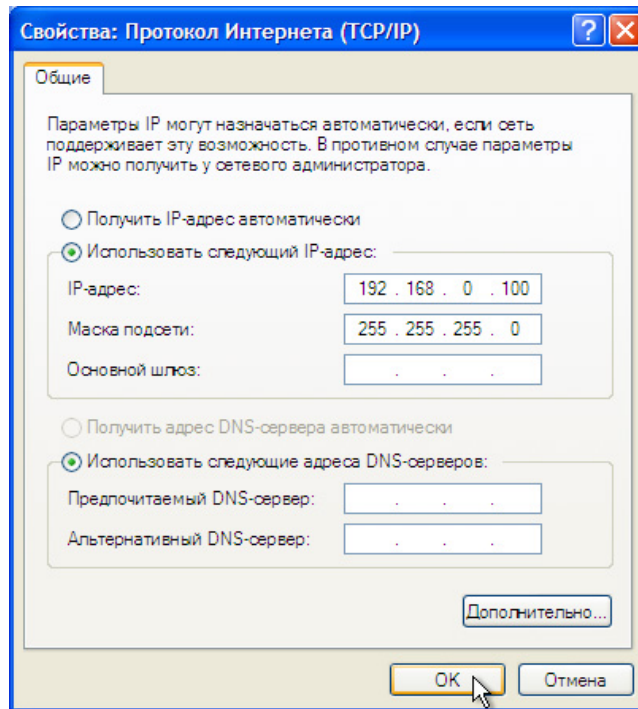 Свойства: Протокол Интернета (TCP/IP)
Общие
Параметры IP могут назначаться автоматически, если сеть
поддерживает эту возможность. В противном случае параметры
IP можно получить у сетевого администратора.
Получить IP-адрес автоматически
Использовать следующий IP-адрес:
IP-адрес: 192 . 168 . 0 . 100
Маска подсети: 255 . 255 . 255 . 0
Основной шлюз: . . .
Получить адрес DNS-сервера автоматически
Использовать следующие адреса DNS-серверов:
Предпочитаемый DNS-сервер: . . .
Альтернативный DNS-сервер: . . .
Дополнительно...
OK Отмена